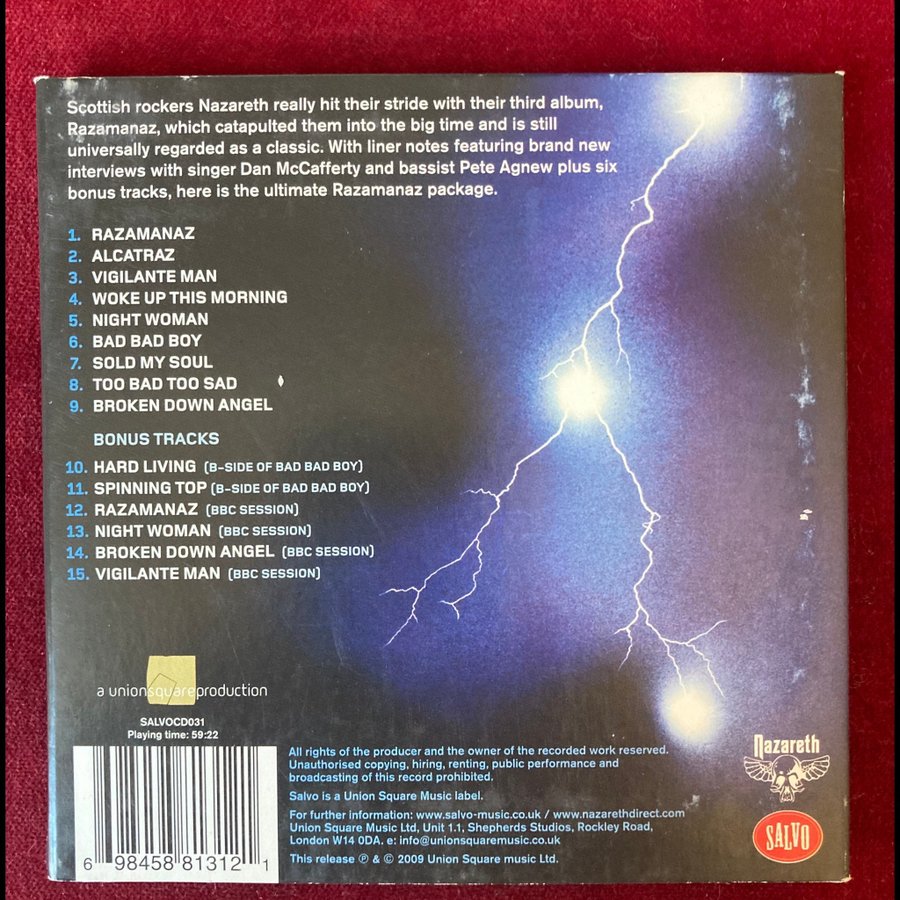 Scottish rockers Nazareth really hit their stride with their third album,
Razamanaz, which catapulted them into the big time and is still
universally regarded as a classic. With liner notes featuring brand new
interviews with singer Dan McCafferty and bassist Pete Agnew plus six
bonus tracks, here is the ultimate Razamanaz package.
1. RAZAMANAZ
2. ALCATRAZ
3. VIGILANTE MAN
4. WOKE UP THIS MORNING
5. NIGHT WOMAN
6. BAD BAD BOY
7. SOLD MY SOUL
8. TOO BAD TOO SAD
9. BROKEN DOWN ANGEL
BONUS TRACKS
10. HARD LIVING (B-SIDE OF BAD BAD BOY)
11. SPINNING TOP (B-SIDE OF BAD BAD BOY)
12. RAZAMANAZ (BBC SESSION)
13. NIGHT WOMAN (BBC SESSION)
14. BROKEN DOWN ANGEL (BBC SESSION)
15. VIGILANTE MAN (BBC SESSION)
a unionsquareproduction
SALVOCD031
Playing time: 59:22
6 98458 81312 1
All rights of the producer and the owner of the recorded work reserved.
Unauthorised copying, hiring, renting, public performance and
broadcasting of this record prohibited.
Salvo is a Union Square Music label.
For further information: www.salvo-music.co.uk / www.nazarethdirect.com
Union Square Music Ltd, Unit 1.1, Shepherds Studios, Rockley Road,
London W14 0DA. e: info@unionsquaremusic.co.uk
This release ℗ & © 2009 Union Square music Ltd.
Nazareth
SALVO